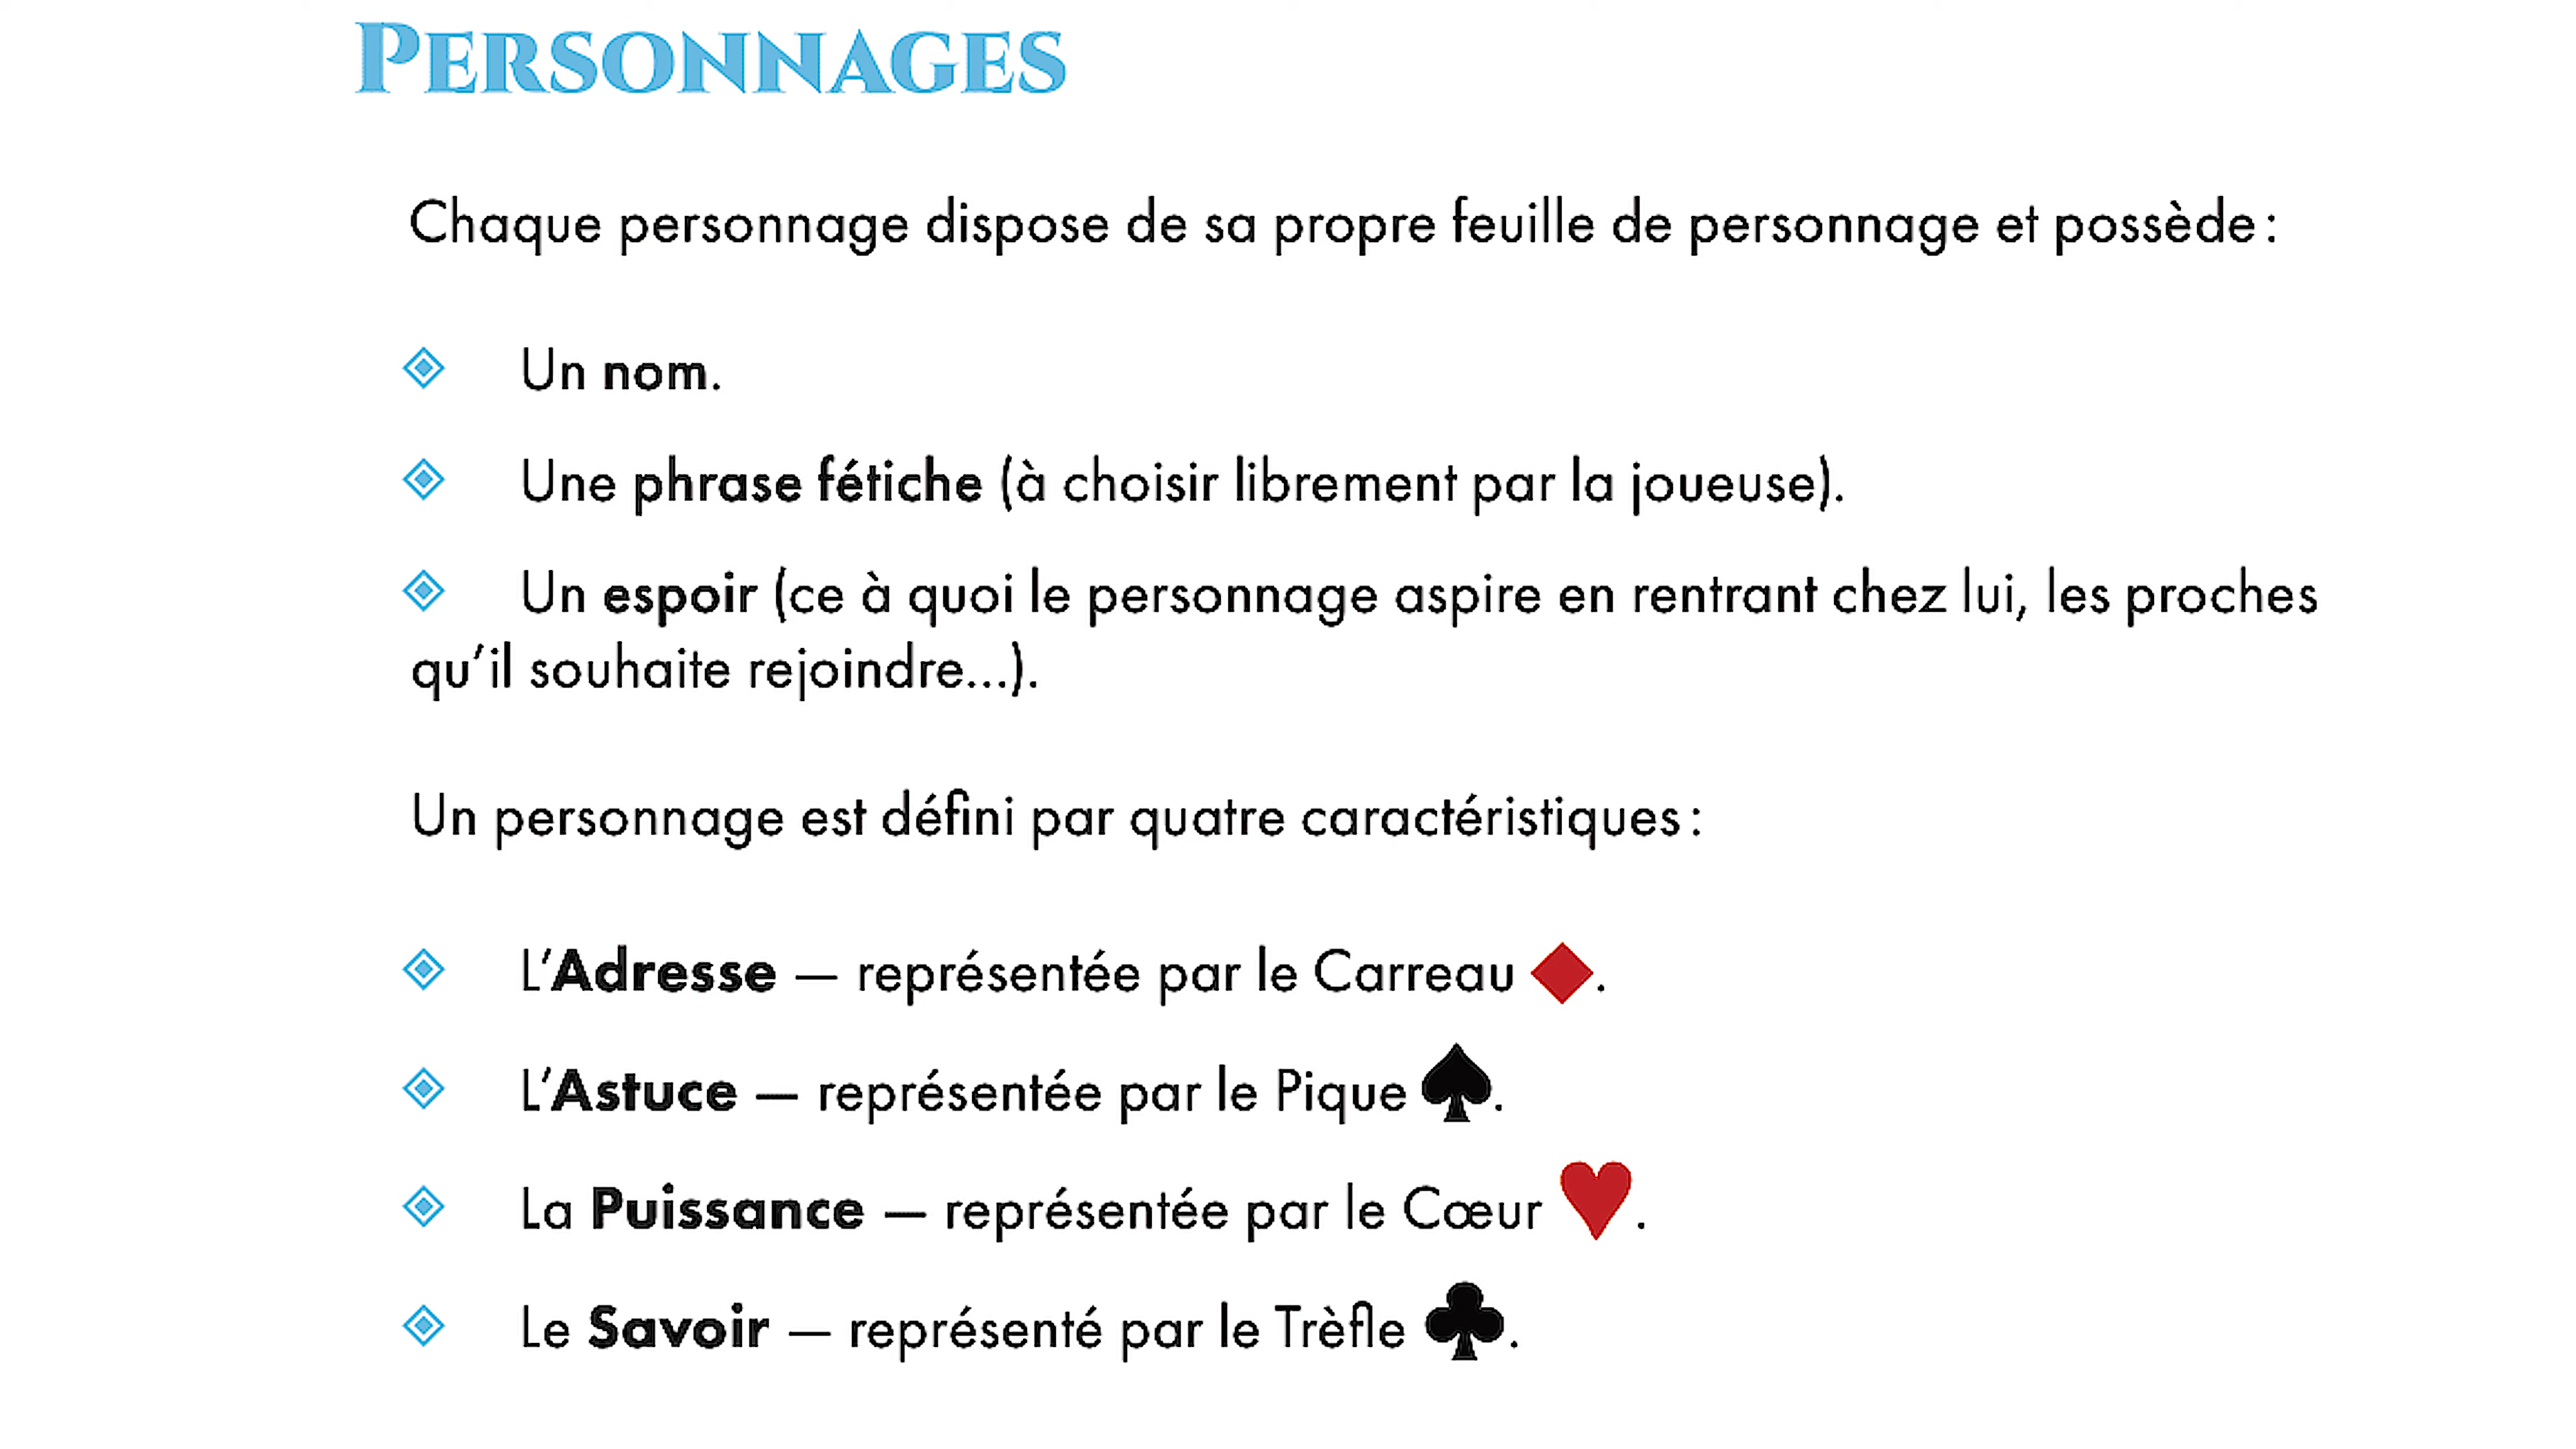 PERSONNAGES
Chaque personnage dispose de sa propre feuille de personnage et possède :
Un nom.
Une phrase fétiche (à choisir librement par la joueuse).
Un espoir (ce à quoi le personnage aspire en rentrant chez lui, les proches
qu’il souhaite rejoindre...).
Un personnage est défini par quatre caractéristiques :
L’Adresse — représentée par le Carreau ♦.
L’Astuce — représentée par le Pique ♠.
La Puissance — représentée par le Cœur ♥.
Le Savoir — représenté par le Trèfle ♣.